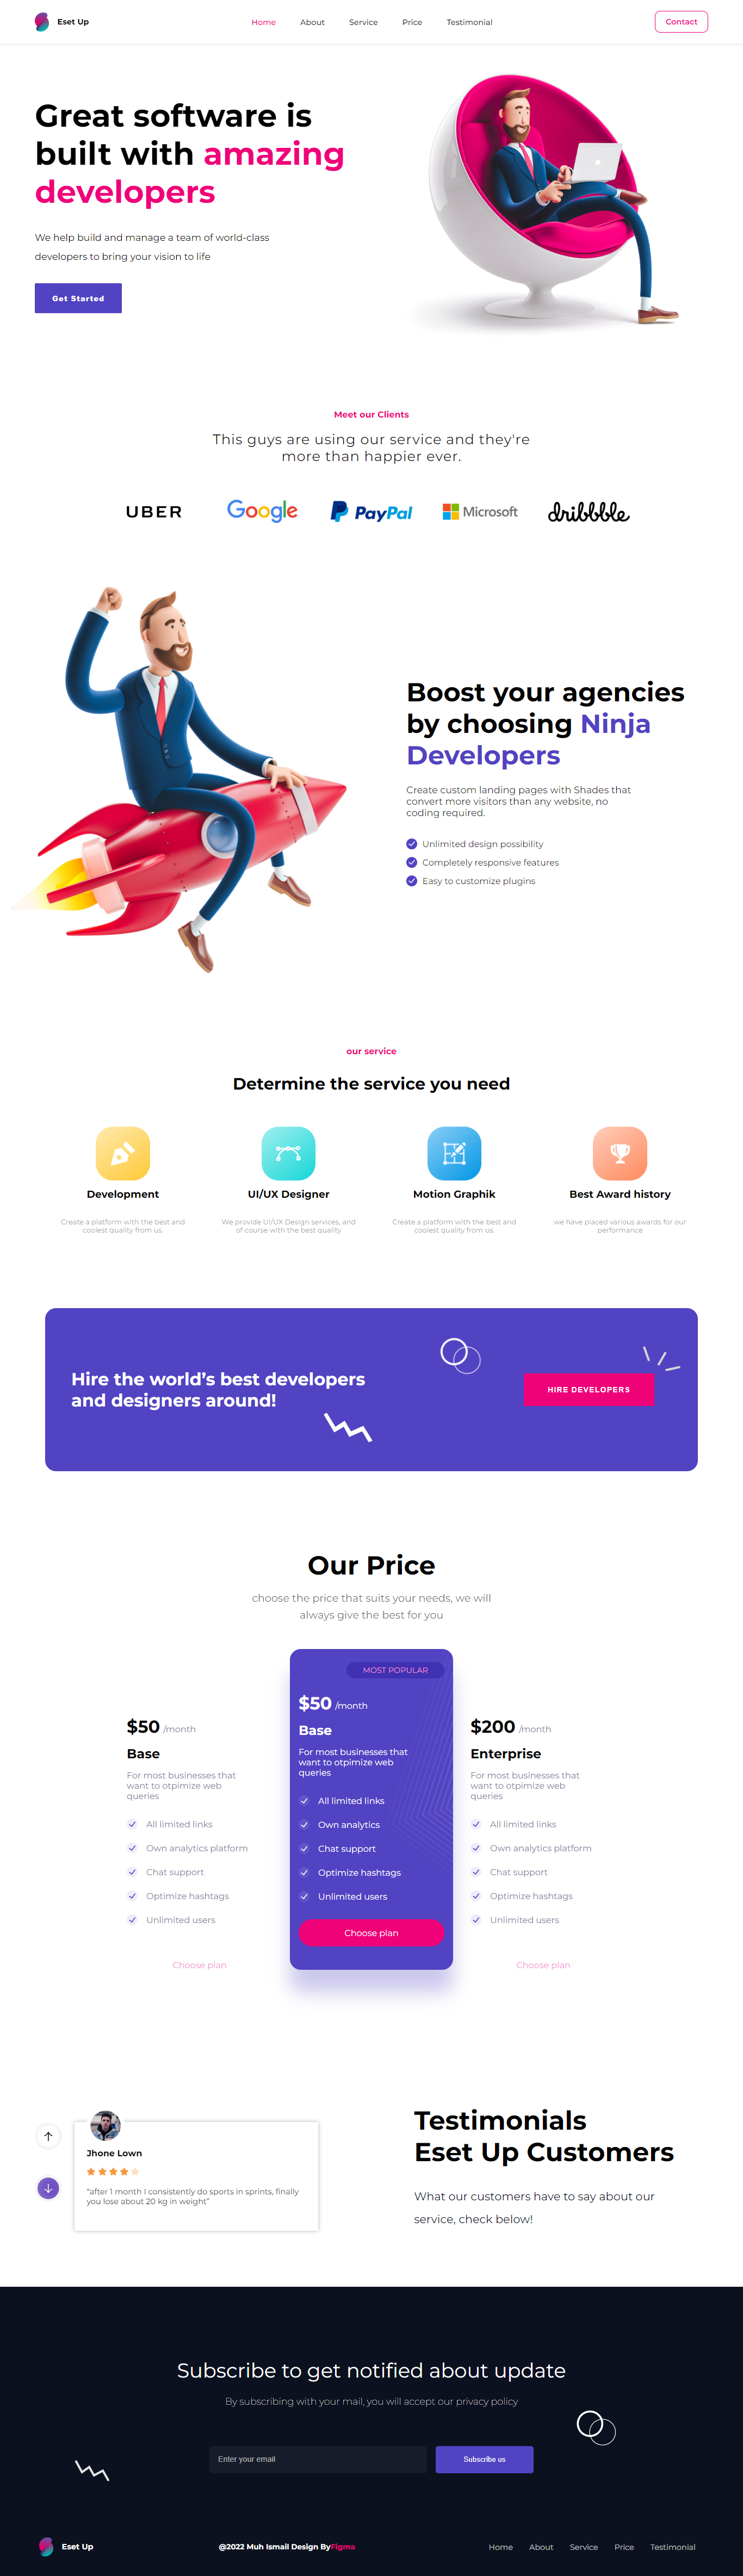 Eset Up
Home About Service Price Testimonial
Contact
Great software is
built with amazing
developers
We help build and manage a team of world-class
developers to bring your vision to life
Get Started
Meet our Clients
This guys are using our service and they're
more than happier ever.
UBER Google PayPal Microsoft dribbble
Boost your agencies
by choosing Ninja
Developers
Create custom landing pages with Shades that
convert more visitors than any website, no
coding required.
Unlimited design possibility
Completely responsive features
Easy to customize plugins
our service
Determine the service you need
Development
Create a platform with the best and
coolest quality from us.
UI/UX Designer
We provide UI/UX Design services, and
of course with the best quality
Motion Graphik
Create a platform with the best and
coolest quality from us.
Best Award history
we have placed various awards for our
performance
Hire the world's best developers
and designers around!
HIRE DEVELOPERS
Our Price
choose the price that suits your needs, we will
always give the best for you
$50 /month
Base
For most businesses that
want to otpimize web
queries
All limited links
Own analytics platform
Chat support
Optimize hashtags
Unlimited users
Choose plan
MOST POPULAR
$50 /month
Base
For most businesses that
want to otpimize web
queries
All limited links
Own analytics
Chat support
Optimize hashtags
Unlimited users
Choose plan
$200 /month
Enterprise
For most businesses that
want to otpimize web
queries
All limited links
Own analytics platform
Chat support
Optimize hashtags
Unlimited users
Choose plan
Jhone Lown
"after 1 month I consistently do sports in sprints, finally
you lose about 20 kg in weight"
Testimonials
Eset Up Customers
What our customers have to say about our
service, check below!
Subscribe to get notified about update
By subscribing with your mail, you will accept our privacy policy
Enter your email
Subscribe us
Eset Up
@2022 Muh Ismail Design ByFigma
Home About Service Price Testimonial